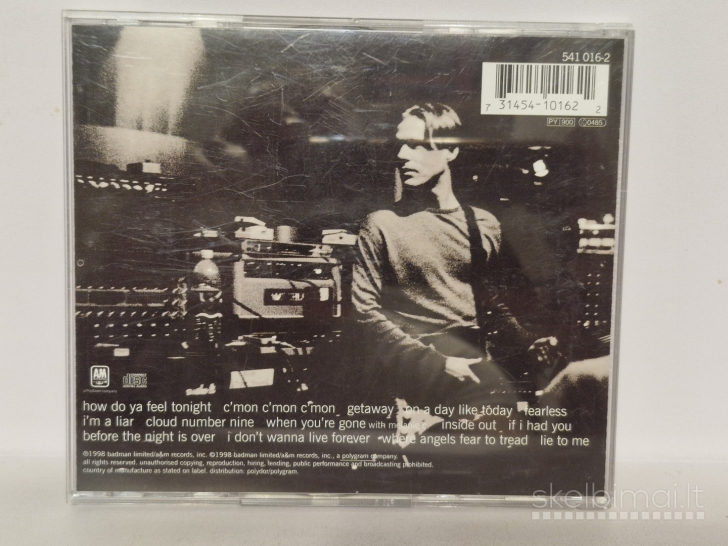 541 016-2
7 31454-10162 2
PY 900 0485
AM
disc
how do ya feel tonight c'mon c'mon c'mon getaway on a day like today fearless
i'm a liar cloud number nine when you're gone with inside out if i had you
before the night is over i don't wanna live forever where angels fear to tread lie to me
℗1998 badman limited/a&m records, inc. ©1998 badman limited/a&m records, inc., a polygram company.
all rights reserved. unauthorised copying, reproduction, hiring, lending, public performance and broadcasting prohibited.
country of manufacture as stated on label. distribution: polydor/polygram.
skelbimai.lt